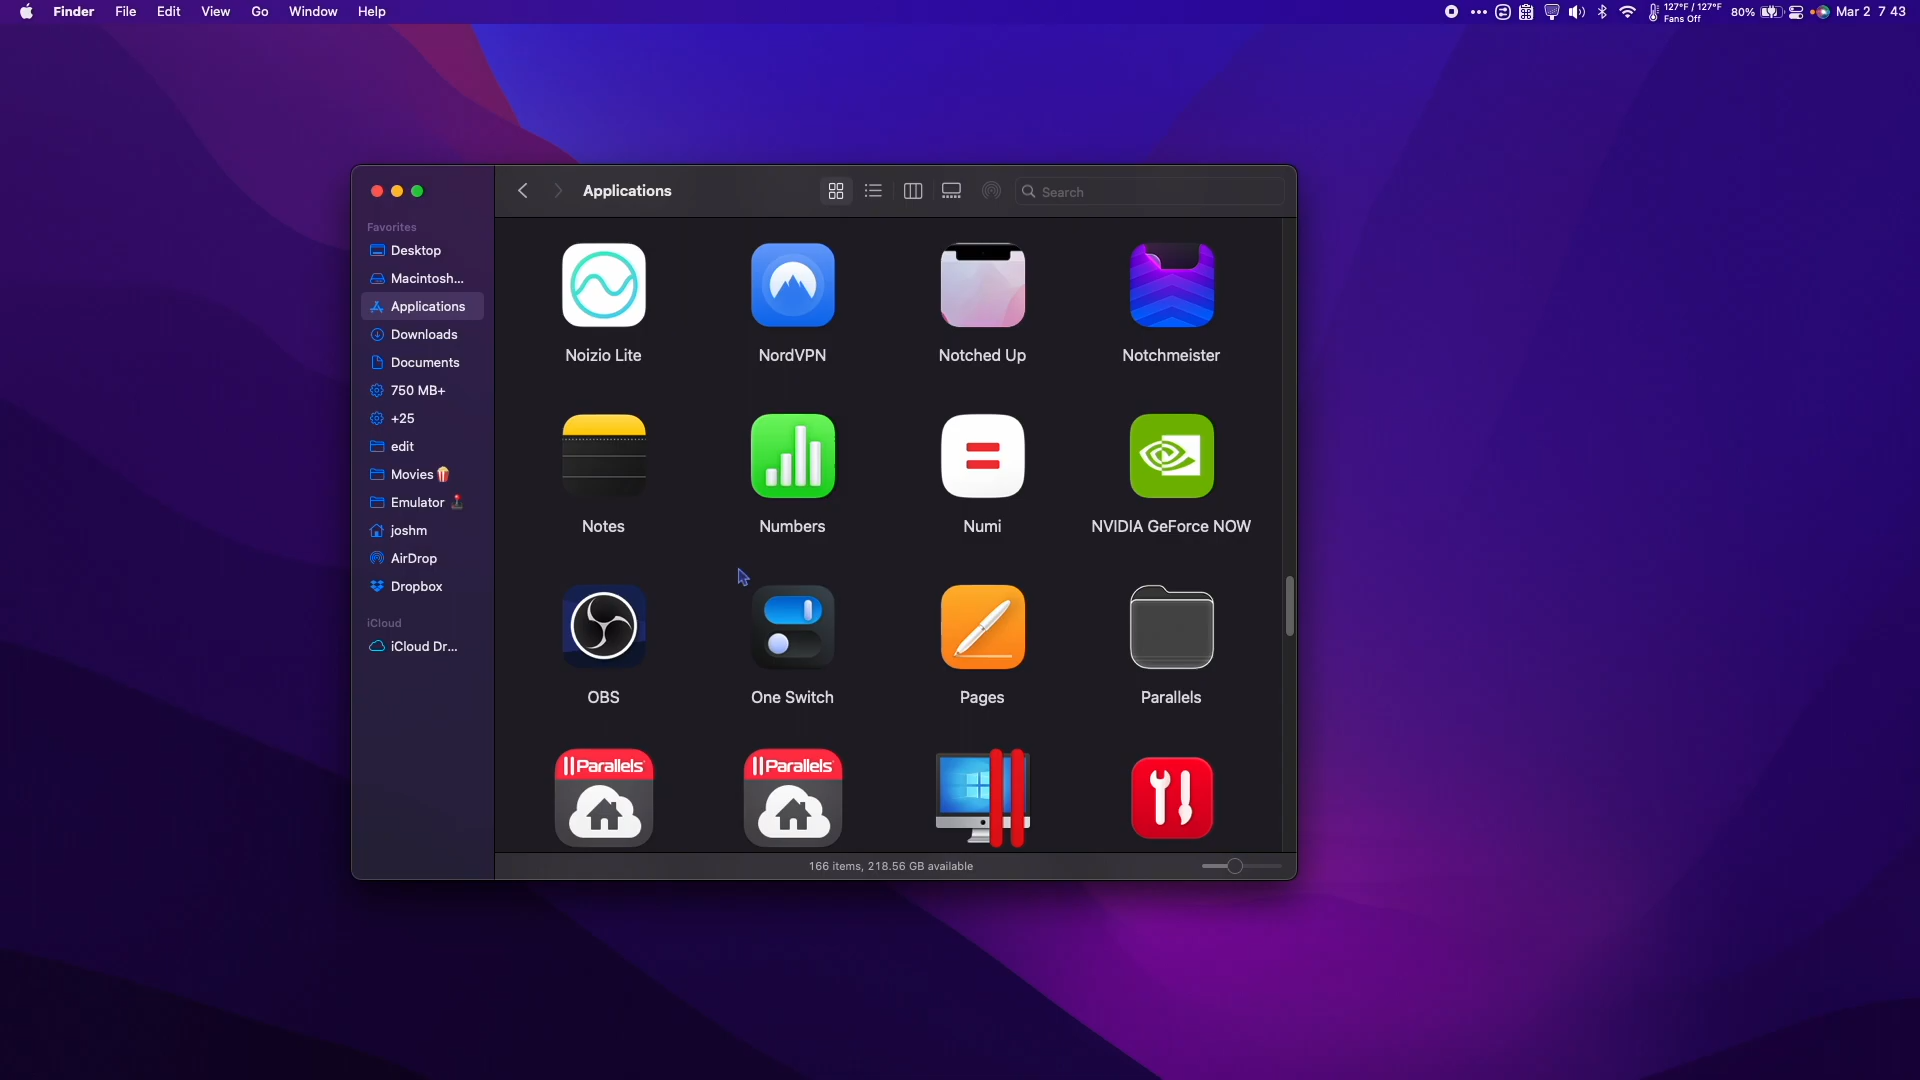 Finder File Edit View Go Window Help
127°F / 127°F
Fans Off
80%
Mar 2 7 43
Applications
Search
Favorites
Desktop
Macintosh...
Applications
Downloads
Documents
750 MB+
+25
edit
Movies🍿
Emulator 🕹️
joshm
AirDrop
Dropbox
iCloud
iCloud Dr...
Noizio Lite NordVPN Notched Up Notchmeister
Notes Numbers Numi NVIDIA GeForce NOW
OBS One Switch Pages Parallels
Parallels Parallels
166 items, 218.56 GB available